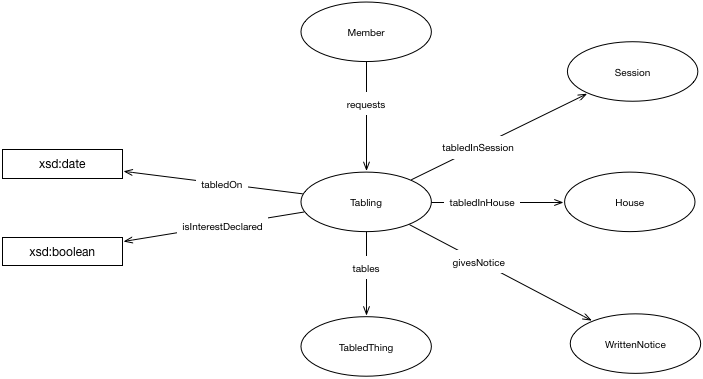 Member
Session
requests
tabledInSession
xsd:date
tabledOn
Tabling
tabledInHouse
House
isInterestDeclared
xsd:boolean
givesNotice
tables
TabledThing
WrittenNotice